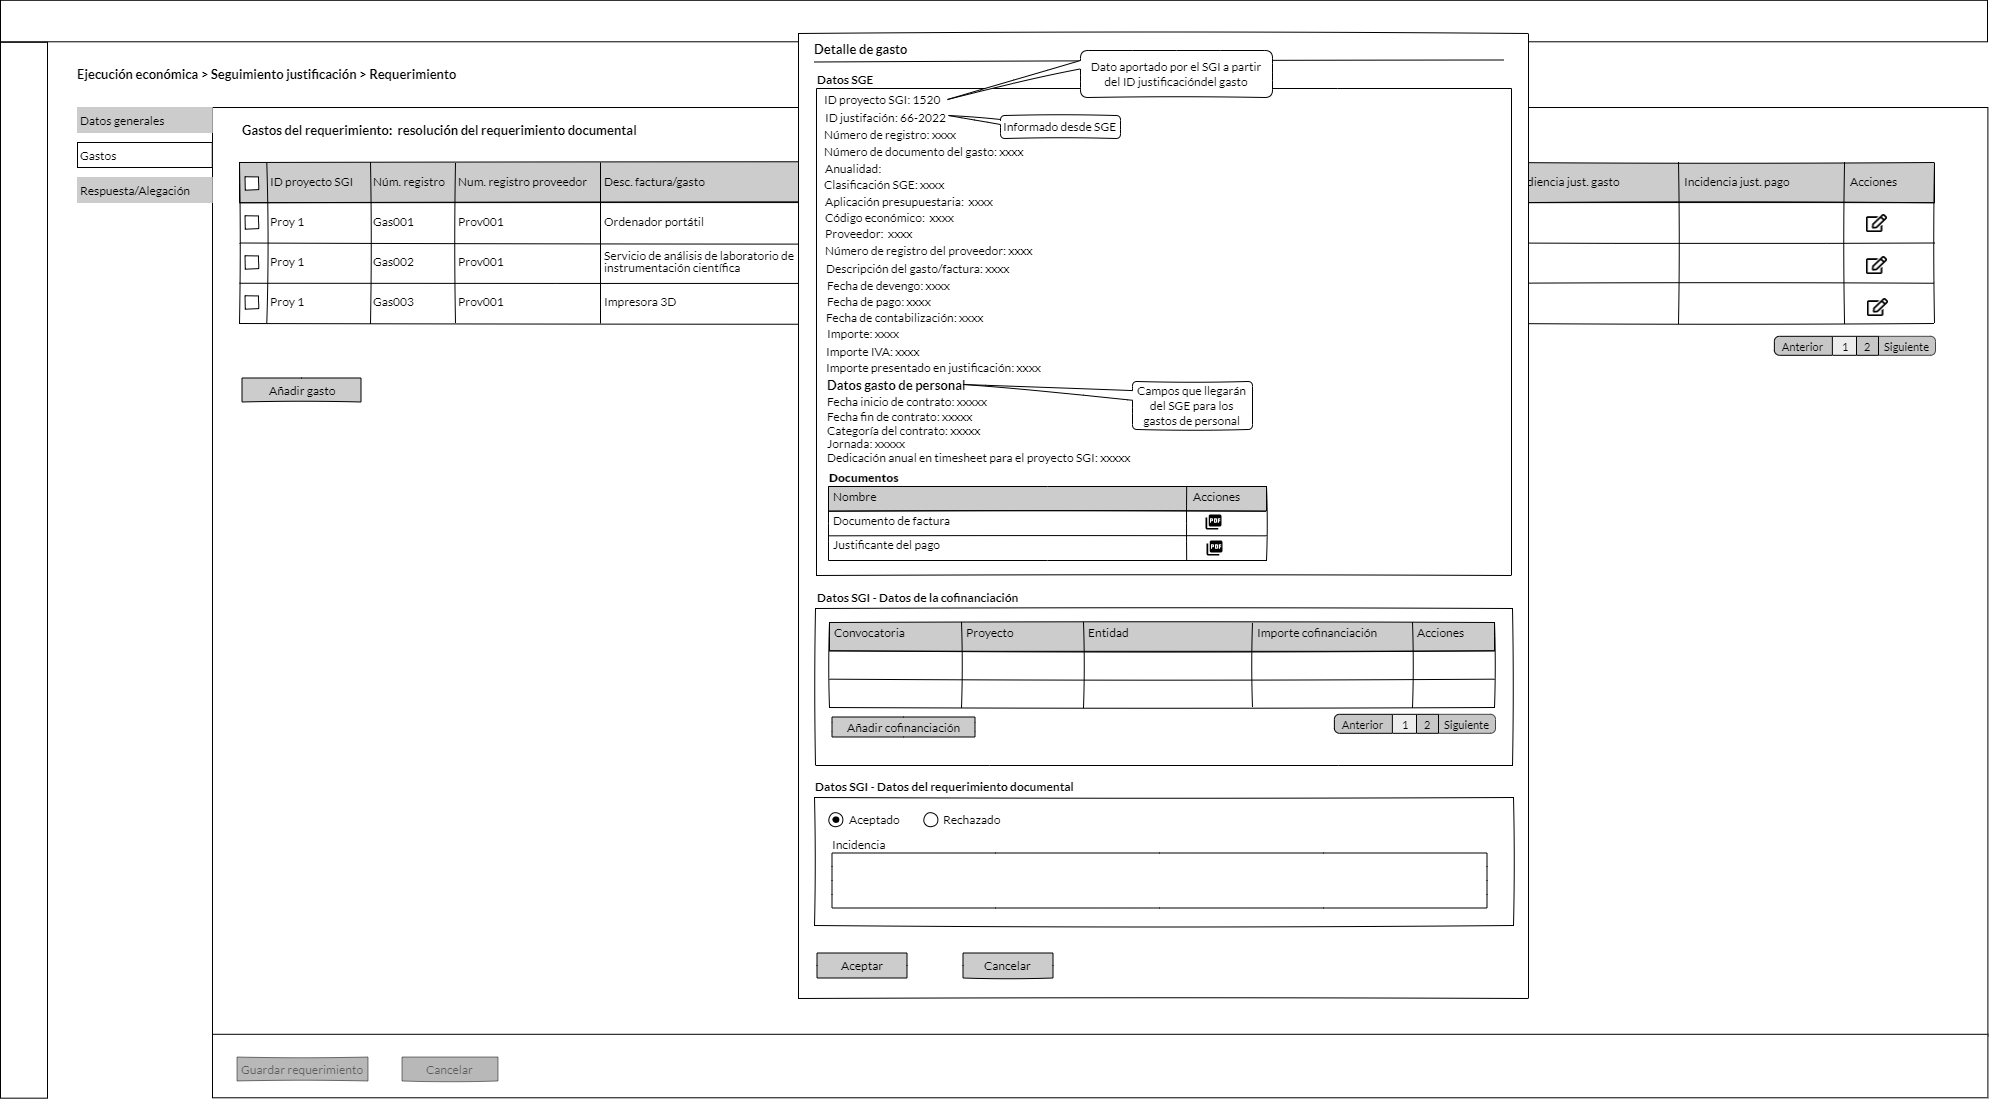 Ejecución económica > Seguimiento justificación > Requerimiento
Datos generales
Gastos
Respuesta/Alegación
Gastos del requerimiento: resolución del requerimiento documental
ID proyecto SGI Núm. registro Num. registro proveedor Desc. factura/gasto
Proy 1 Gas001 Prov001 Ordenador portátil
Proy 1 Gas002 Prov001 Servicio de análisis de laboratorio de
instrumentación científica
Proy 1 Gas003 Prov001 Impresora 3D
Añadir gasto
Detalle de gasto
Dato aportado por el SGI a partir
del ID justificacióndel gasto
Datos SGE
ID proyecto SGI: 1520
ID justifación: 66-2022
Informado desde SGE
Número de registro: xxxx
Número de documento del gasto: xxxx
Anualidad:
Clasificación SGE: xxxx
Aplicación presupuestaria: xxxx
Código económico: xxxx
Proveedor: xxxx
Número de registro del proveedor: xxxx
Descripción del gasto/factura: xxxx
Fecha de devengo: xxxx
Fecha de pago: xxxx
Fecha de contabilización: xxxx
Importe: xxxx
Importe IVA: xxxx
Importe presentado en justificación: xxxx
Datos gasto de personal
Campos que llegarán
del SGE para los
gastos de personal
Fecha inicio de contrato: xxxxx
Fecha fin de contrato: xxxxx
Categoría del contrato: xxxxx
Jornada: xxxxx
Dedicación anual en timesheet para el proyecto SGI: xxxxx
Documentos
Nombre Acciones
Documento de factura PDF
Justificante del pago PDF
Datos SGI - Datos de la cofinanciación
Convocatoria Proyecto Entidad Importe cofinanciación Acciones
Añadir cofinanciación
Anterior 1 2 Siguiente
Datos SGI - Datos del requerimiento documental
Aceptado Rechazado
Incidencia
Aceptar Cancelar
diencia just. gasto Incidencia just. pago Acciones
Anterior 1 2 Siguiente
Guardar requerimiento Cancelar